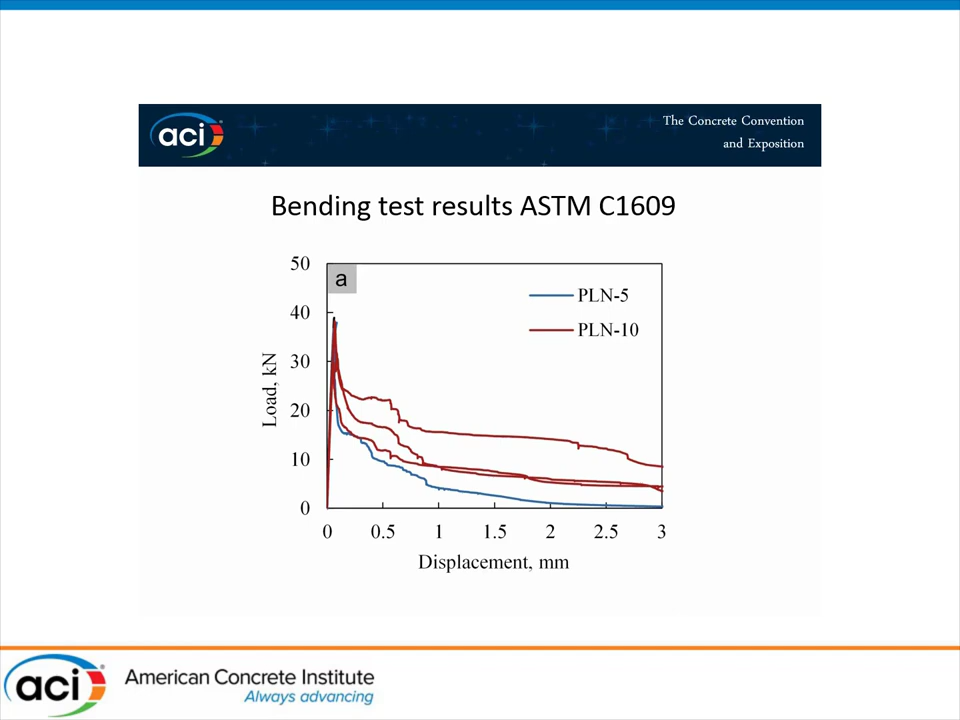 aci
The Concrete Convention
and Exposition
Bending test results ASTM C1609
a
PLN-5
PLN-10
50
40
30
20
10
0
Load, kN
0 0.5 1 1.5 2 2.5 3
Displacement, mm
aci
American Concrete Institute
Always advancing